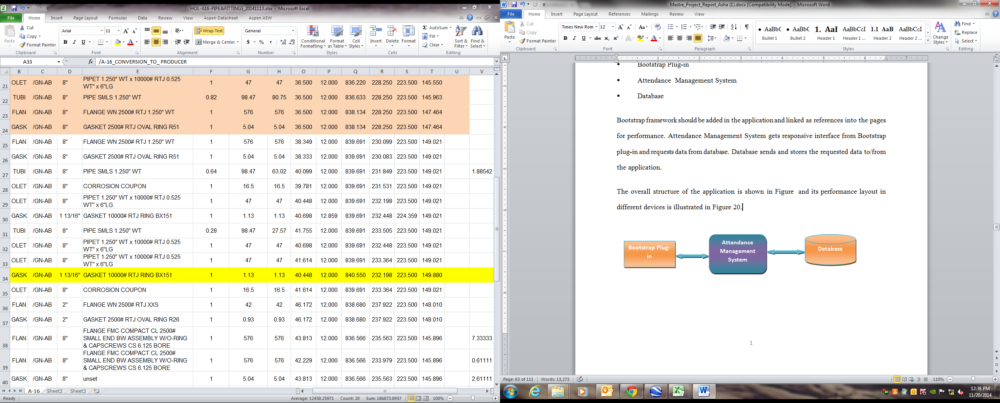 HOL-A16-PIPE&FITTINGS_20141113.xlsx - Microsoft Excel
File Home Insert Page Layout Formulas Data Review View Aspen Datasheet Aspen ASW
Paste
Cut
Copy
Format Painter
Clipboard
Arial 11
B I U
Font
Wrap Text
Merge & Center
Alignment
General
$ % ,
Number
Conditional Formatting
Format as Table
Cell Styles
Styles
Insert Delete Format
Cells
Σ AutoSum
Fill
Clear
Sort & Filter
Find & Select
Editing
A33 fx /A-16_CONVERSION_TO_ PRODUCER
B C D E F G H O P Q R S T U V
21 OLET /GN-AB 8" PIPET 1.250" WT x 10000# RTJ 0.525 WT" x 6"LG 1 47 47 36.500 12.000 836.220 228.250 223.500 145.550
22 TUBI /GN-AB 8" PIPE SMLS 1.250" WT 0.82 98.47 80.75 36.500 12.000 836.633 228.250 223.500 145.963
23 FLAN /GN-AB 8" FLANGE WN 2500# RTJ 1.250" WT 1 576 576 36.500 12.000 838.134 228.250 223.500 147.464
24 GASK /GN-AB 8" GASKET 2500# RTJ OVAL RING R51 1 5.04 5.04 36.500 12.000 838.134 228.250 223.500 147.464
25 FLAN /GN-AB 8" FLANGE WN 2500# RTJ 1.250" WT 1 576 576 38.349 12.000 839.691 230.099 223.500 149.021
26 GASK /GN-AB 8" GASKET 2500# RTJ OVAL RING R51 1 5.04 5.04 38.333 12.000 839.691 230.083 223.500 149.021
27 TUBI /GN-AB 8" PIPE SMLS 1.250" WT 0.64 98.47 63.02 40.099 12.000 839.691 231.849 223.500 149.021 1.88542
28 OLET /GN-AB 8" CORROSION COUPON 1 16.5 16.5 39.781 12.000 839.691 231.531 223.500 149.021
29 OLET /GN-AB 8" PIPET 1.250" WT x 10000# RTJ 0.525 WT" x 6"LG 1 47 47 40.448 12.000 839.691 232.198 223.500 149.021
30 GASK /GN-AB 1 13/16" GASKET 10000# RTJ RING BX151 1 1.13 1.13 40.698 12.859 839.691 232.448 224.359 149.021
31 TUBI /GN-AB 8" PIPE SMLS 1.250" WT 0.28 98.47 27.57 41.755 12.000 839.691 233.505 223.500 149.021
32 OLET /GN-AB 8" PIPET 1.250" WT x 10000# RTJ 0.525 WT" x 6"LG 1 47 47 40.698 12.000 839.691 232.448 223.500 149.021
33 OLET /GN-AB 8" PIPET 1.250" WT x 10000# RTJ 0.525 WT" x 6"LG 1 47 47 41.614 12.000 839.691 233.364 223.500 149.021
34 GASK /GN-AB 1 13/16" GASKET 10000# RTJ RING BX151 1 1.13 1.13 40.448 12.000 840.550 232.198 223.500 149.880
35 OLET /GN-AB 8" CORROSION COUPON 1 16.5 16.5 41.614 12.000 839.691 233.364 223.500 149.021
36 FLAN /GN-AB 2" FLANGE WN 2500# RTJ XXS 1 42 42 46.172 12.000 838.680 237.922 223.500 148.010
37 GASK /GN-AB 2" GASKET 2500# RTJ OVAL RING R26 1 0.93 0.93 46.172 12.000 838.680 237.922 223.500 148.010
38 FLAN /GN-AB 8" FLANGE FMC COMPACT CL 2500# SMALL END BW ASSEMBLY W/O-RING & CAPSCREWS CS 6.125 BORE 1 576 576 43.813 12.000 836.566 235.563 223.500 145.896 7.33333
39 FLAN /GN-AB 8" FLANGE FMC COMPACT CL 2500# SMALL END BW ASSEMBLY W/O-RING & CAPSCREWS CS 6.125 BORE 1 576 576 42.229 12.000 836.566 233.979 223.500 145.896 0.61111
40 GASK /GN-AB 8" unset 1 5.04 5.04 43.813 12.000 836.566 235.563 223.500 145.896 2.61111
A-16 Sheet2 Sheet3
Ready Average: 12458.25971 Count: 20 Sum: 186873.8957 100%
Mastre_Project_Report_Asha (1).docx [Compatibility Mode] - Microsoft Word
File Home Insert Page Layout References Mailings Review View
Paste
Cut
Copy
Format Painter
Clipboard
Times New Rom 12
B I U abc x₂ x²
Font
Paragraph
AaBbC Bullet 1
AaBbC Bullet 2
1. AaI Header 1
AaBbCcI Header 1 ...
1.1 AaB Header 2
AaBbCcI Header 2 ...
Change Styles
Styles
Find
Replace
Select
Editing
1 2 3 4 5 6 7
▪ Bootstrap Plug-in
▪ Attendance Management System
▪ Database
Bootstrap framework should be added in the application and linked as references into the pages
for performance. Attendance Management System gets responsive interface from Bootstrap
plug-in and requests data from database. Database sends and stores the requested data to/from
the application.
The overall structure of the application is shown in Figure and its performance layout in
different devices is illustrated in Figure 20.
Bootstrap Plug-
in
Attendance
Management
System
Database
1
Page: 63 of 111 Words: 13,273 110%
12:38 PM
11/20/2014